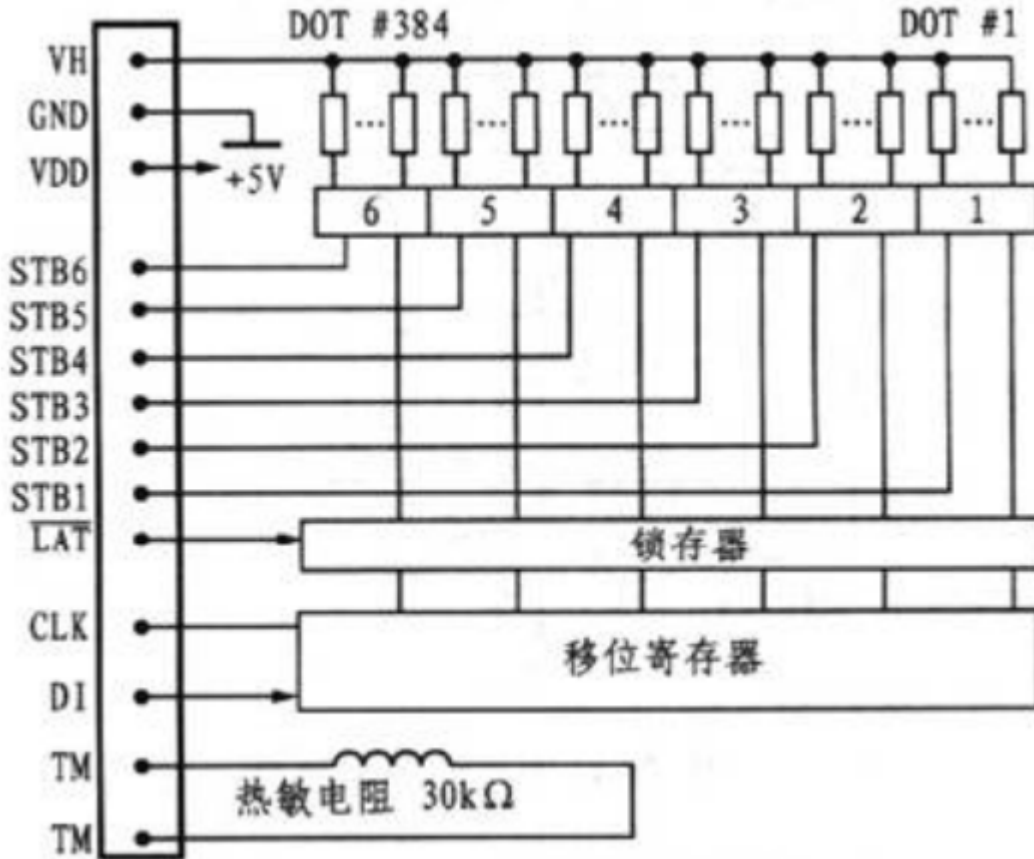 DOT #384 DOT #1
VH
GND
VDD
+5V
6 5 4 3 2 1
STB6
STB5
STB4
STB3
STB2
STB1
LAT
锁存器
CLK
移位寄存器
DI
TM
热敏电阻 30kΩ
TM